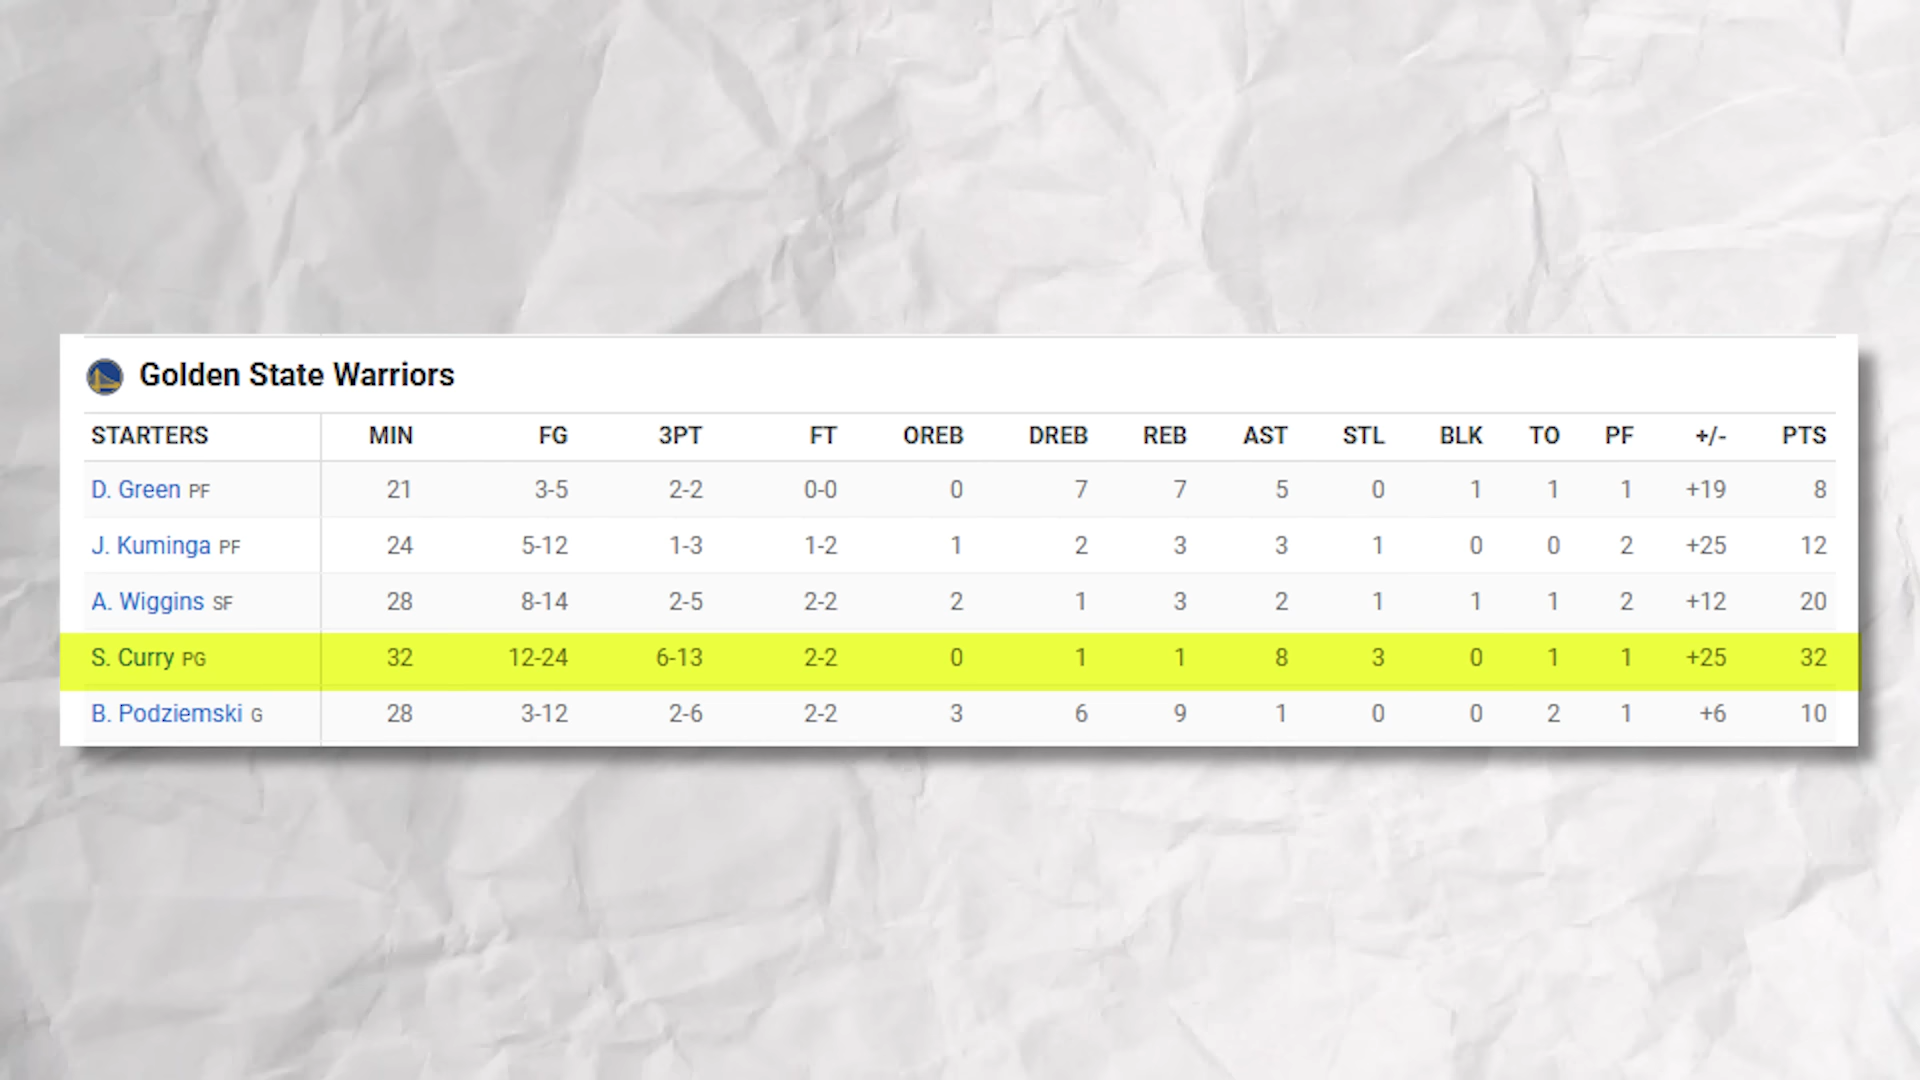 Golden State Warriors
STARTERS MIN FG 3PT FT OREB DREB REB AST STL BLK TO PF +/- PTS
D. Green PF 21 3-5 2-2 0-0 0 7 7 5 0 1 1 1 +19 8
J. Kuminga PF 24 5-12 1-3 1-2 1 2 3 3 1 0 0 2 +25 12
A. Wiggins SF 28 8-14 2-5 2-2 2 1 3 2 1 1 1 2 +12 20
S. Curry PG 32 12-24 6-13 2-2 0 1 1 8 3 0 1 1 +25 32
B. Podziemski G 28 3-12 2-6 2-2 3 6 9 1 0 0 2 1 +6 10